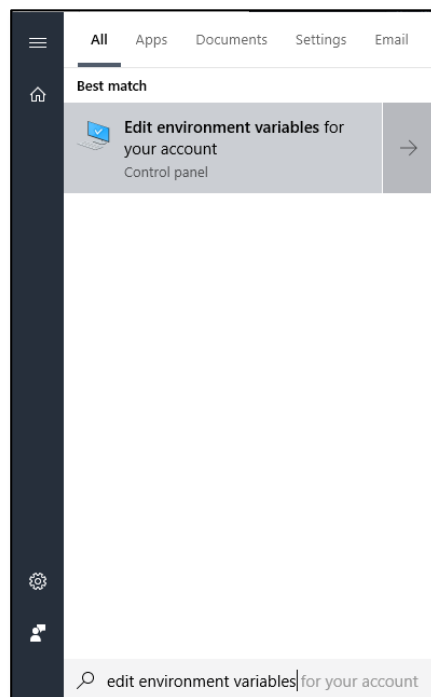 All Apps Documents Settings Email
Best match
Edit environment variables for
your account
Control panel
edit environment variables for your account